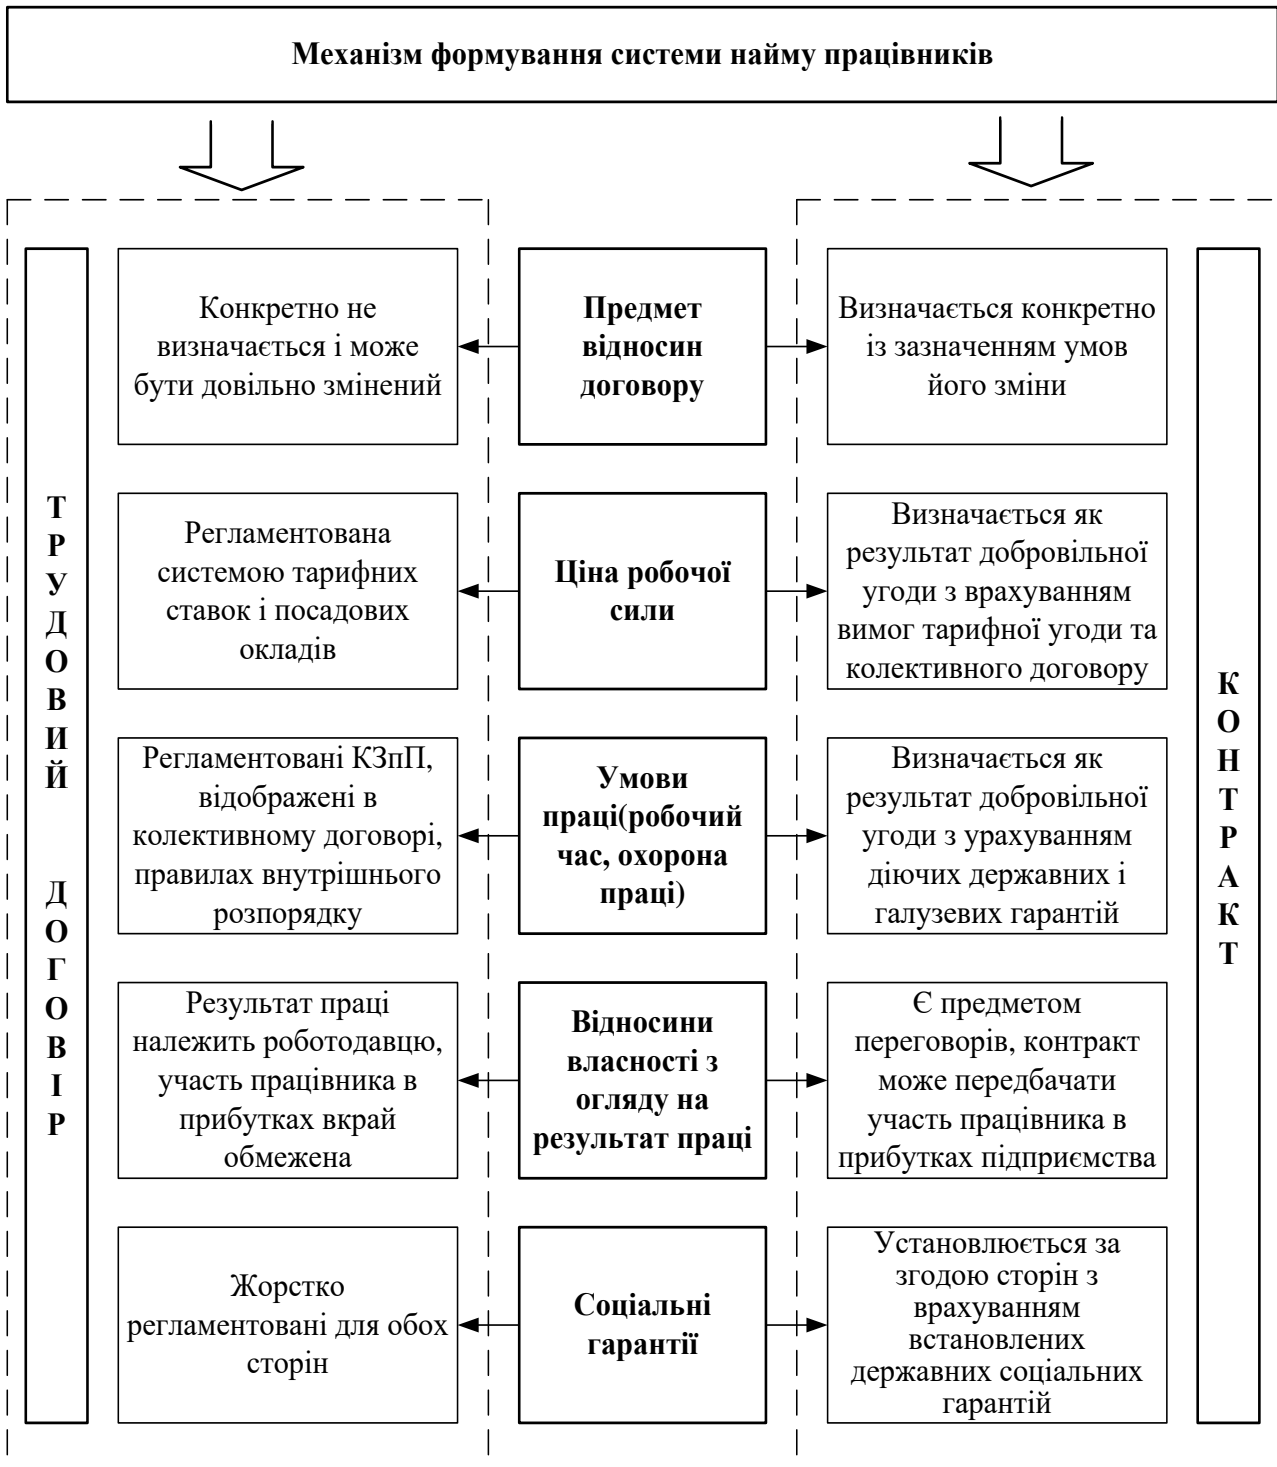 Механізм формування системи найму працівників
ТРУДОВИЙ ДОГОВІР
Конкретно не
визначається і може
бути довільно змінений
Предмет
відносин
договору
Визначається конкретно
із зазначенням умов
його зміни
Регламентована
системою тарифних
ставок і посадових
окладів
Ціна робочої
сили
Визначається як
результат добровільної
угоди з врахуванням
вимог тарифної угоди та
колективного договору
Регламентовані КЗпП,
відображені в
колективному договорі,
правилах внутрішнього
розпорядку
Умови
праці(робочий
час, охорона
праці)
Визначається як
результат добровільної
угоди з урахуванням
діючих державних і
галузевих гарантій
Результат праці
належить роботодавцю,
участь працівника в
прибутках вкрай
обмежена
Відносини
власності з
огляду на
результат праці
Є предметом
переговорів, контракт
може передбачати
участь працівника в
прибутках підприємства
Жорстко
регламентовані для обох
сторін
Соціальні
гарантії
Установлюється за
згодою сторін з
врахуванням
встановлених
державних соціальних
гарантій
КОНТРАКТ